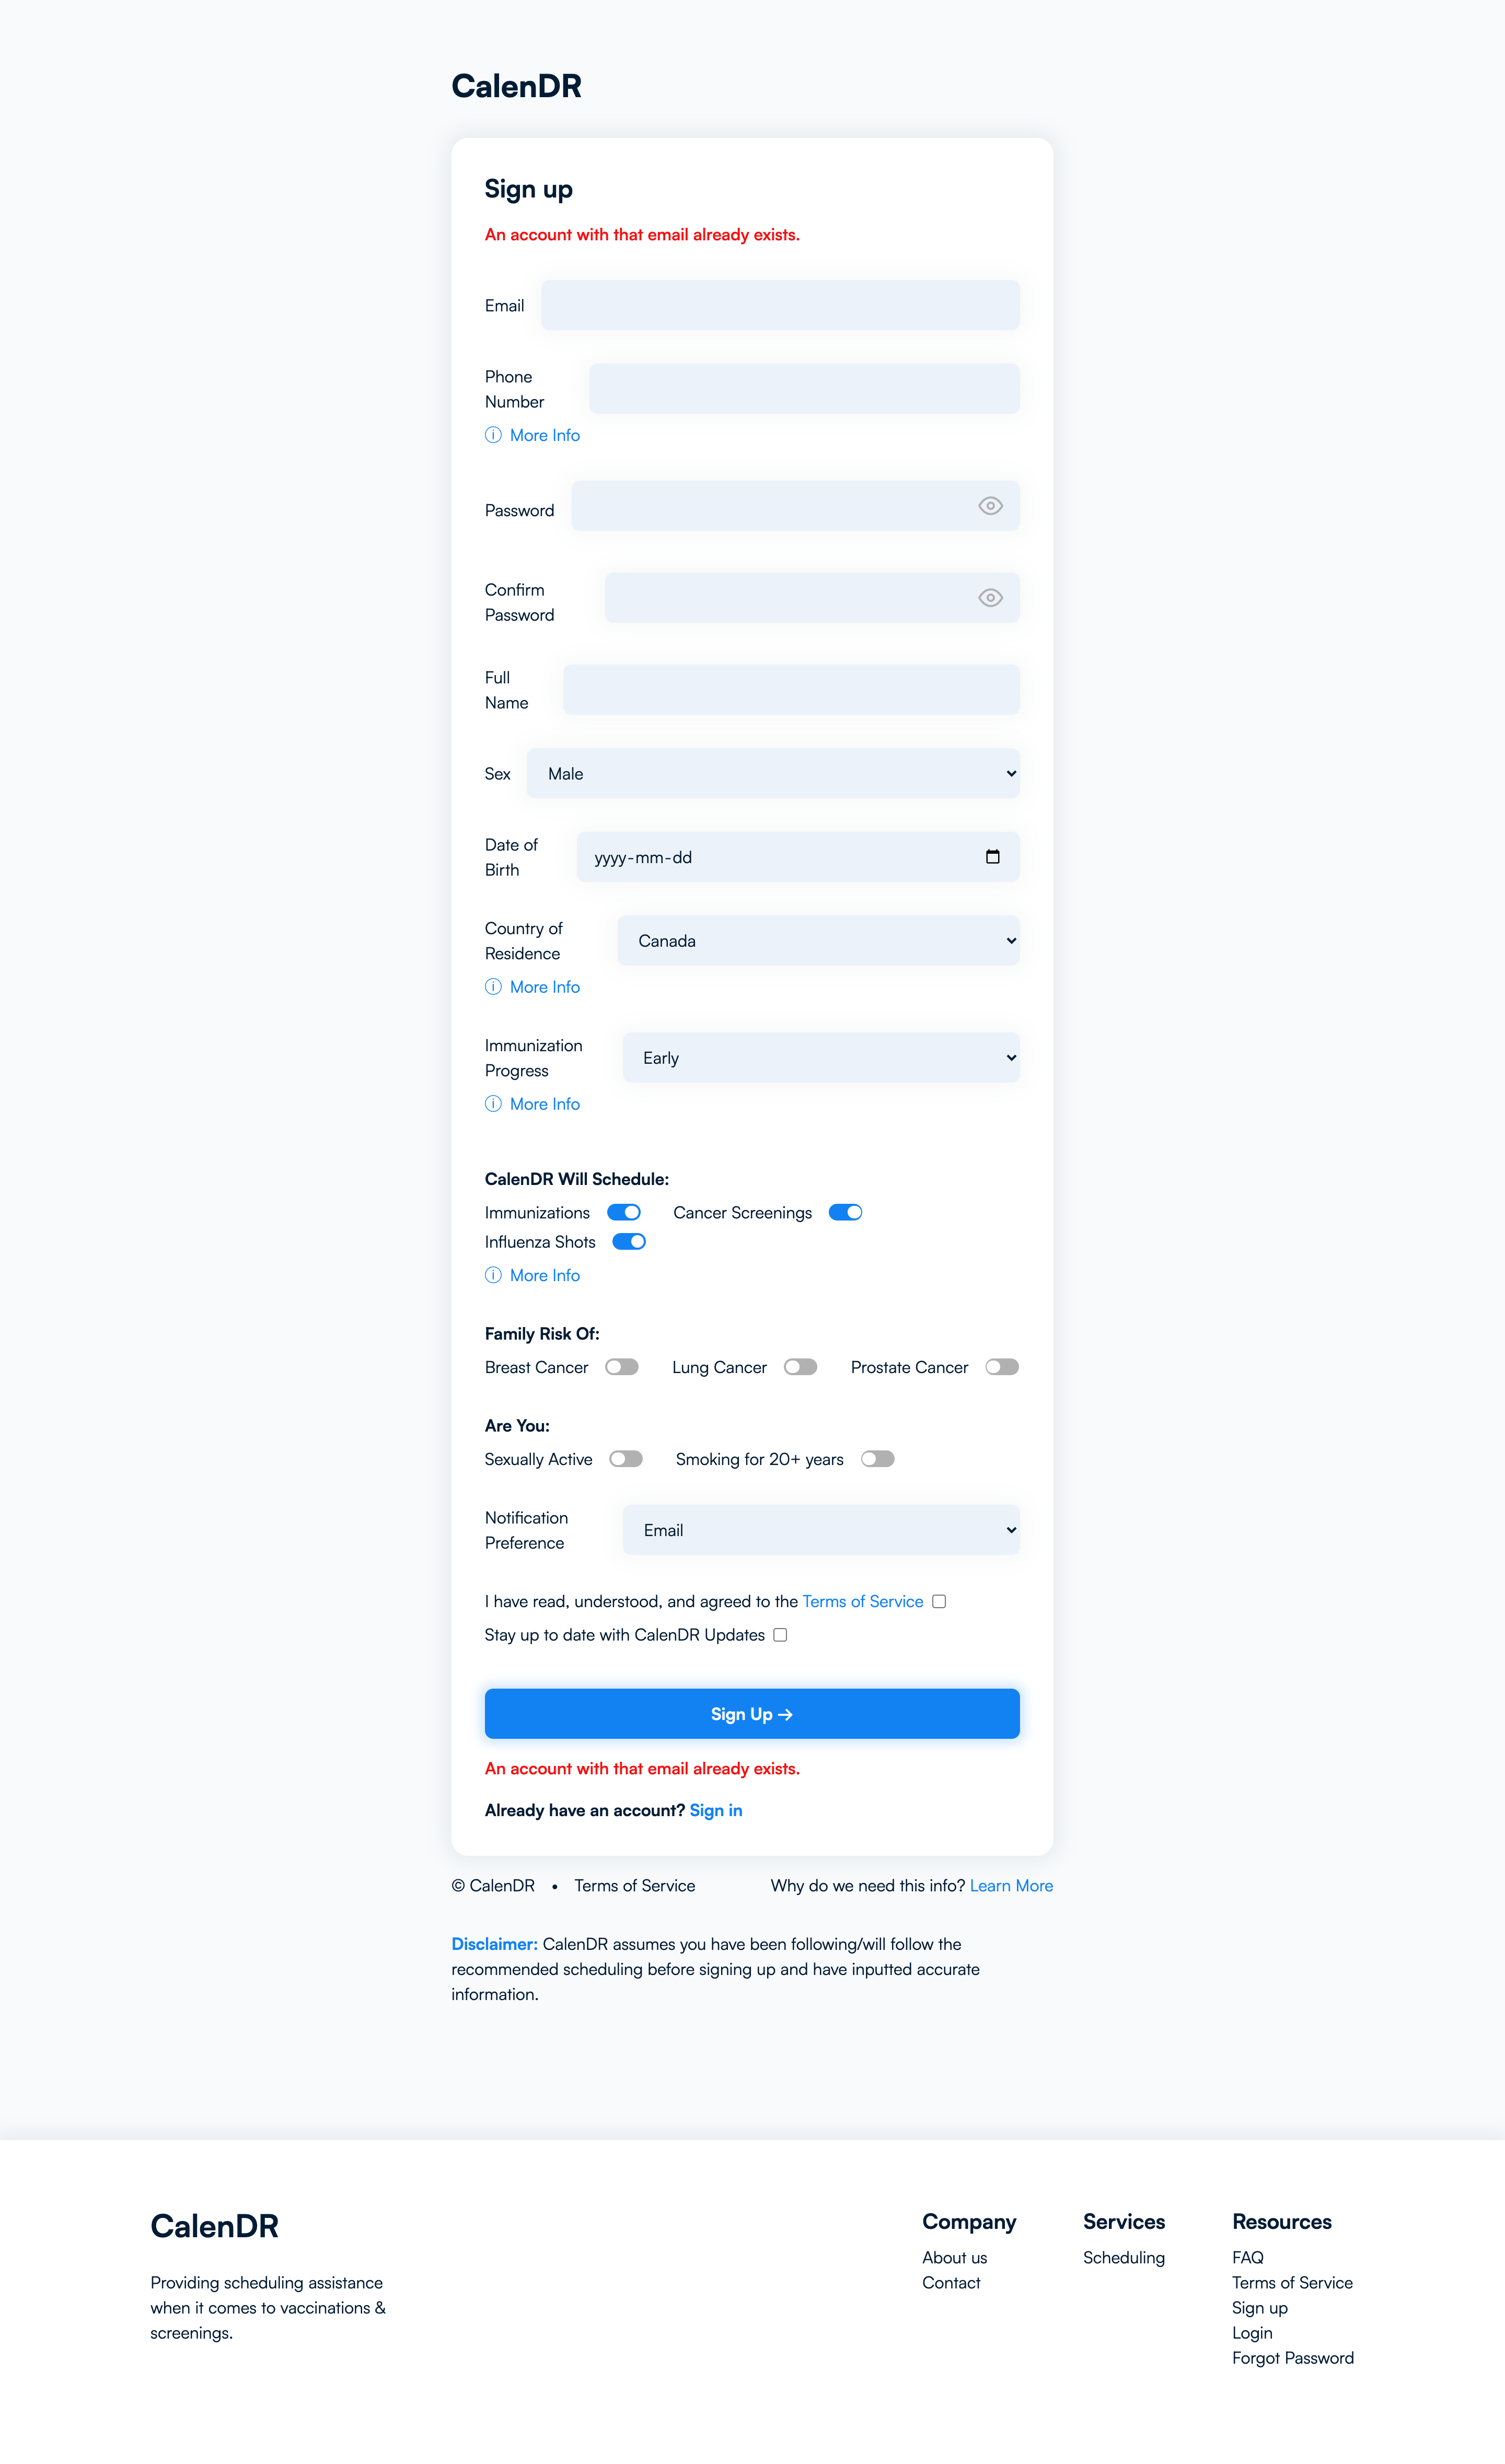 CalenDR
Sign up
An account with that email already exists.
Email
Phone
Number
ⓘ More Info
Password
Confirm
Password
Full
Name
Sex Male
Date of
Birth
yyyy-mm-dd
Country of
Residence
Canada
ⓘ More Info
Immunization
Progress
Early
ⓘ More Info
CalenDR Will Schedule:
Immunizations Cancer Screenings
Influenza Shots
ⓘ More Info
Family Risk Of:
Breast Cancer Lung Cancer Prostate Cancer
Are You:
Sexually Active Smoking for 20+ years
Notification
Preference
Email
I have read, understood, and agreed to the Terms of Service
Stay up to date with CalenDR Updates
Sign Up →
An account with that email already exists.
Already have an account? Sign in
© CalenDR • Terms of Service Why do we need this info? Learn More
Disclaimer: CalenDR assumes you have been following/will follow the
recommended scheduling before signing up and have inputted accurate
information.
CalenDR
Providing scheduling assistance
when it comes to vaccinations &
screenings.
Company
About us
Contact
Services
Scheduling
Resources
FAQ
Terms of Service
Sign up
Login
Forgot Password